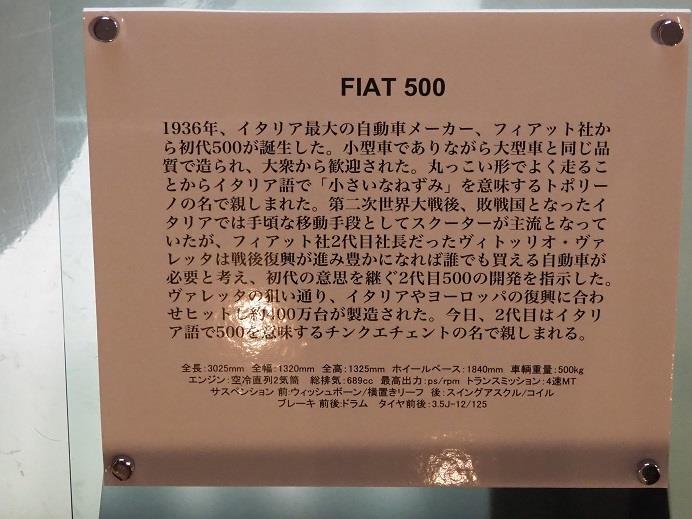 FIAT 500
1936年、イタリア最大の自動車メーカー、フィアット社か
ら初代500が誕生した。小型車でありながら大型車と同じ品
質で造られ、大衆から歓迎された。丸っこい形でよく走るこ
とからイタリア語で「小さいなねずみ」を意味するトポリー
ノの名で親しまれた。第二次世界大戦後、敗戦国となったイ
タリアでは手頃な移動手段としてスクーターが主流となって
いたが、フィアット社2代目社長だったヴィトッリオ・ヴァ
レッタは戦後復興が進み豊かになれば誰でも買える自動車が
必要と考え、初代の意思を継ぐ2代目500の開発を指示した。
ヴァレッタの狙い通り、イタリアやヨーロッパの復興に合わ
せヒットし約400万台が製造された。今日、2代目はイタリ
ア語で500を意味するチンクエチェントの名で親しまれる。
全長:3025mm 全幅:1320mm 全高:1325mm ホイールベース:1840mm 車輌重量:500kg
エンジン:空冷直列2気筒 総排気:689cc 最高出力:ps/rpm トランスミッション:4速MT
サスペンション 前:ウィッシュボーン/横置きリーフ 後:スイングアスクル/コイル
ブレーキ 前後:ドラム タイヤ前後:3.5J-12/125